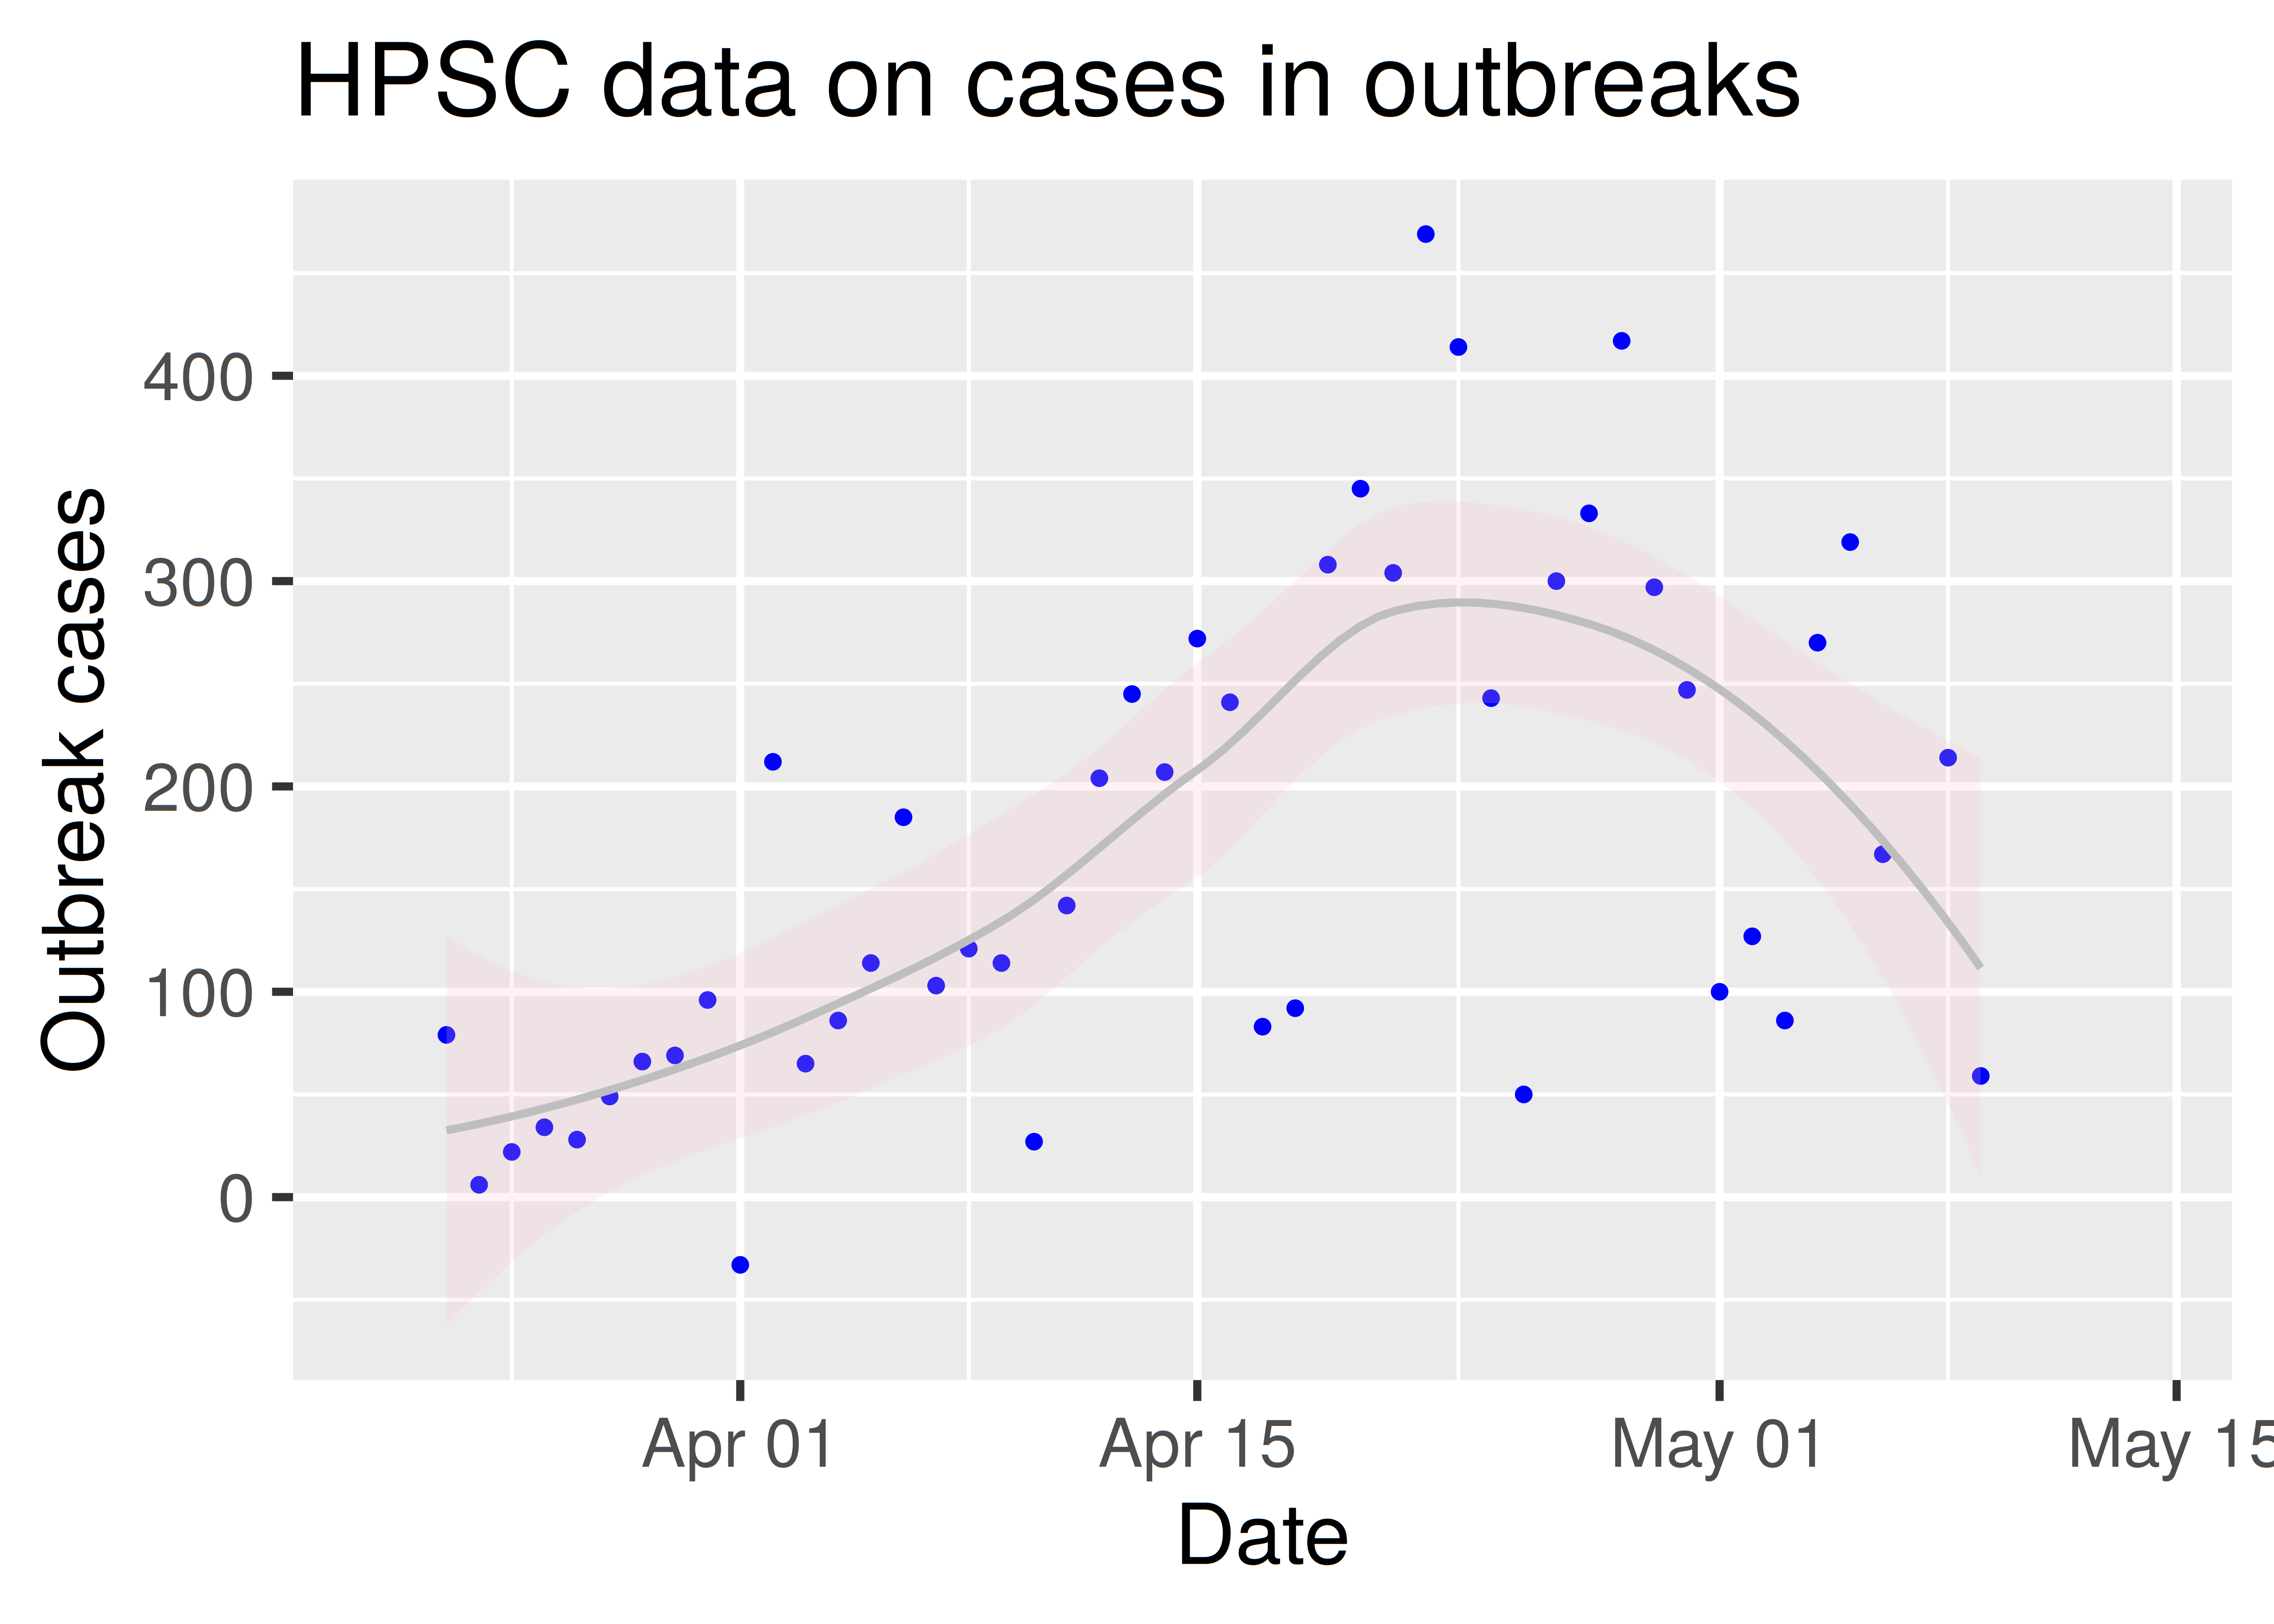 HPSC data on cases in outbreaks
Outbreak cases
400
300
200
100
0
Apr 01
Apr 15
May 01
May 15
Date